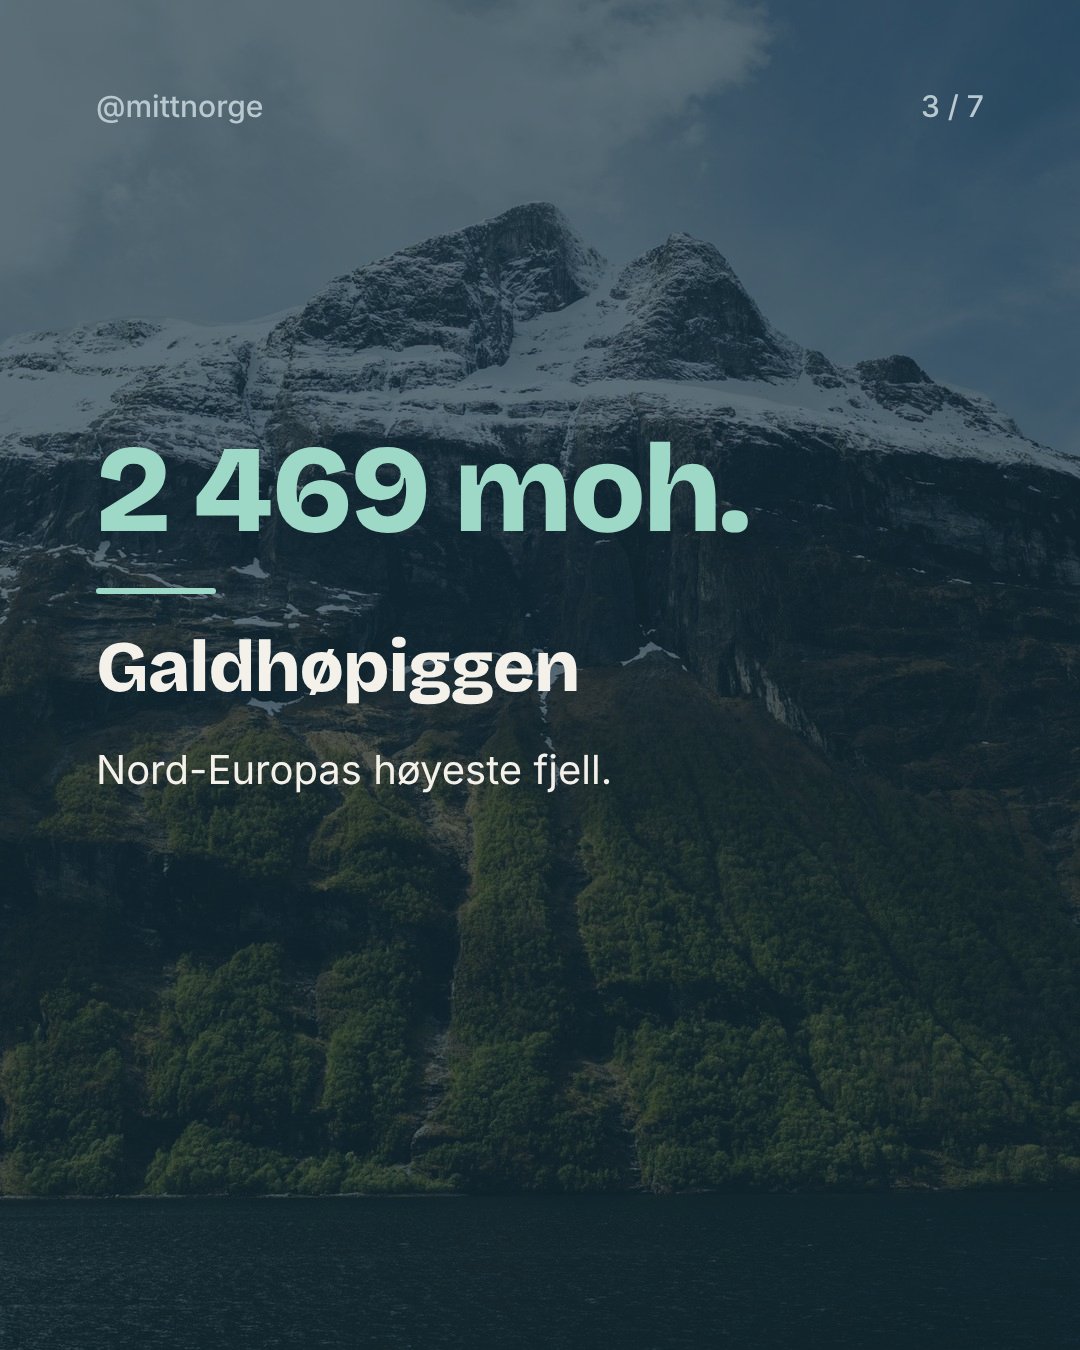 @mittnorge
3 / 7
2 469 moh.
Galdhøpiggen
Nord-Europas høyeste fjell.